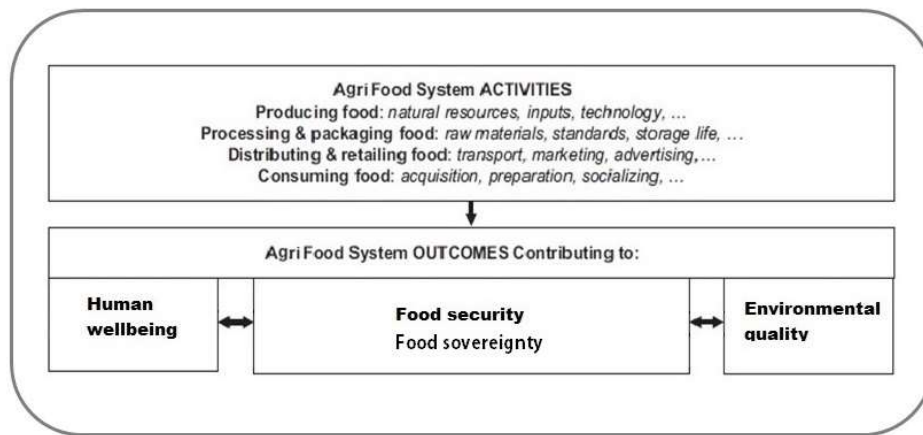 Agri Food System ACTIVITIES
Producing food: natural resources, inputs, technology, ...
Processing & packaging food: raw materials, standards, storage life, ...
Distributing & retailing food: transport, marketing, advertising, ...
Consuming food: acquisition, preparation, socializing, ...
Agri Food System OUTCOMES Contributing to:
Human
wellbeing
Food security
Food sovereignty
Environmental
quality